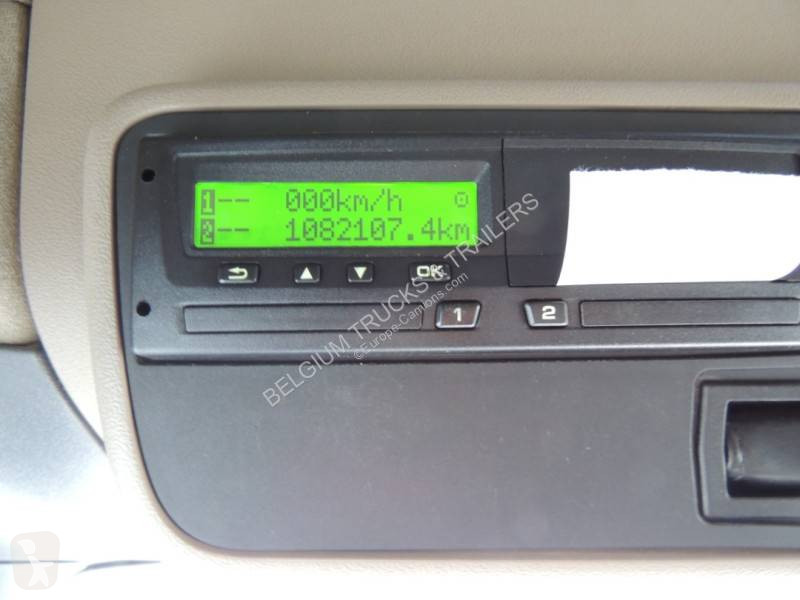 1-- 000km/h
2-- 1082107.4km
OK
1
2
BELGIUM TRUCKS & TRAILERS
©Europe-Camions.com